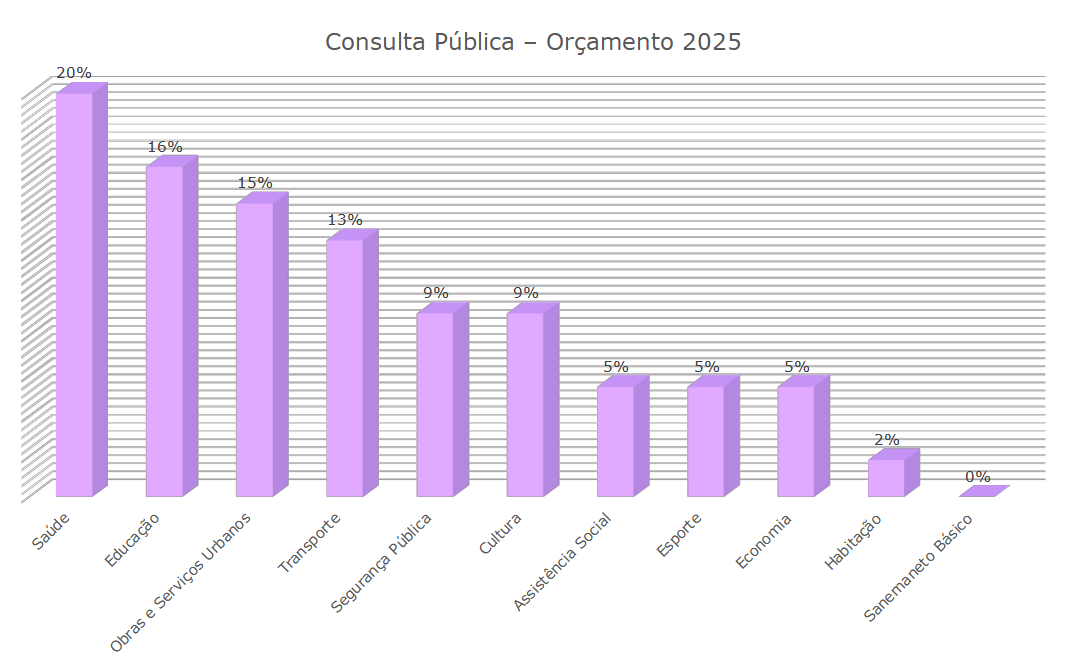 Consulta Pública – Orçamento 2025
20%
16%
15%
13%
9%
9%
5%
5%
5%
2%
0%
Saúde
Educação
Obras e Serviços Urbanos
Transporte
Segurança Pública
Cultura
Assistência Social
Esporte
Economia
Habitação
Sanemaneto Básico